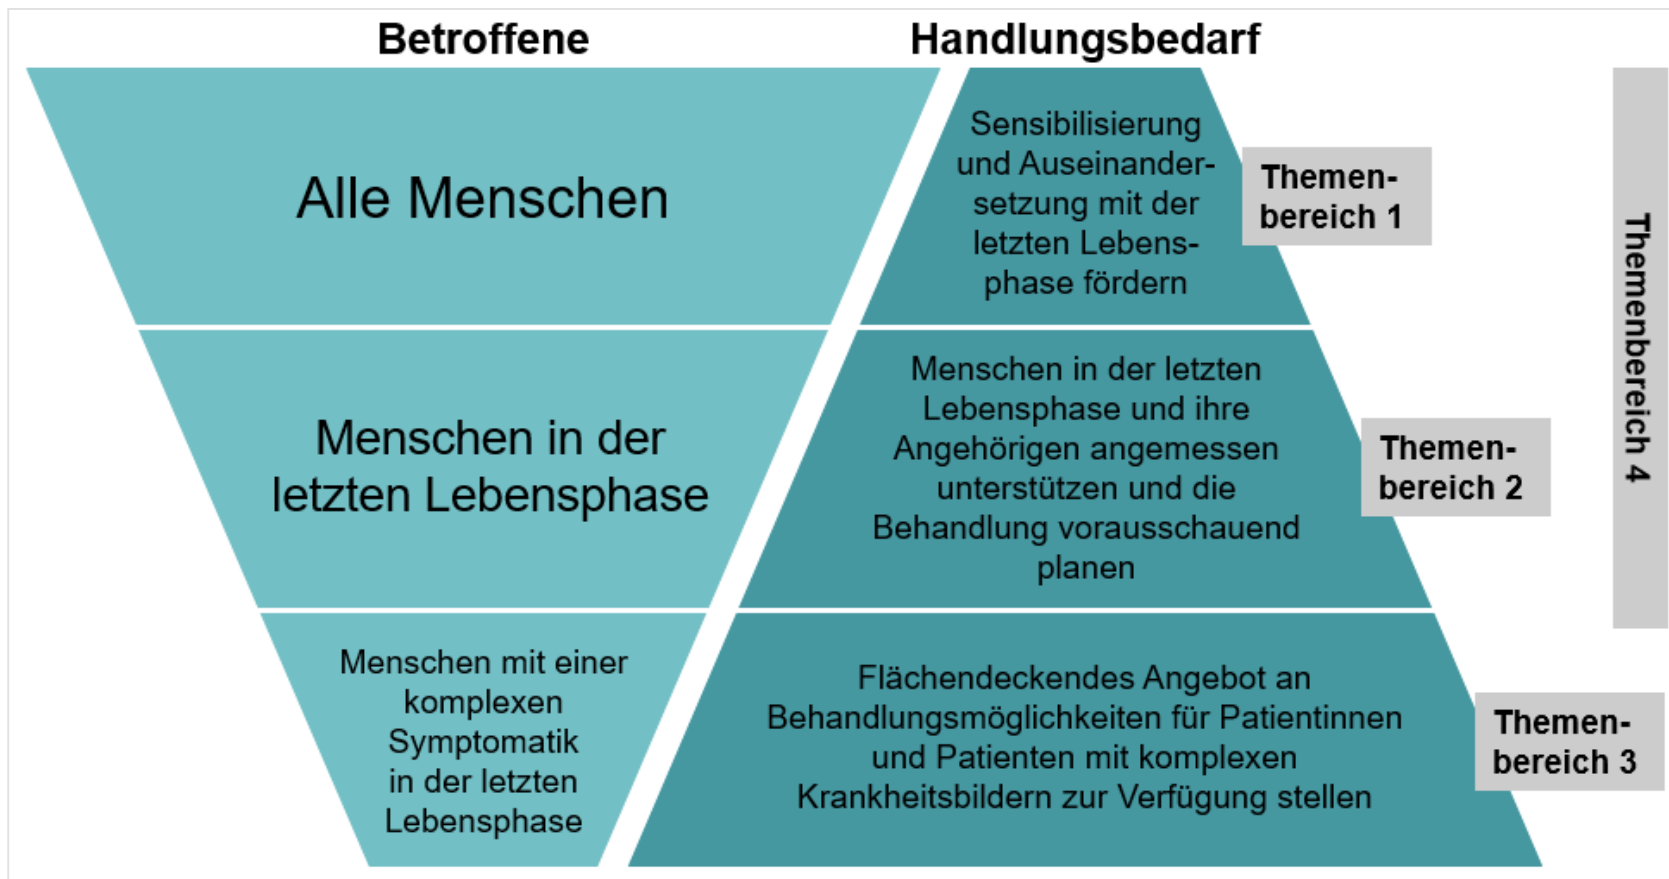 Betroffene
Handlungsbedarf
Alle Menschen
Sensibilisierung
und Auseinander-
setzung mit der
letzten Lebens-
phase fördern
Themen-
bereich 1
Menschen in der
letzten Lebensphase
Menschen in der letzten
Lebensphase und ihre
Angehörigen angemessen
unterstützen und die
Behandlung vorausschauend
planen
Themen-
bereich 2
Menschen mit einer
komplexen
Symptomatik
in der letzten
Lebensphase
Flächendeckendes Angebot an
Behandlungsmöglichkeiten für Patientinnen
und Patienten mit komplexen
Krankheitsbildern zur Verfügung stellen
Themen-
bereich 3
Themenbereich 4